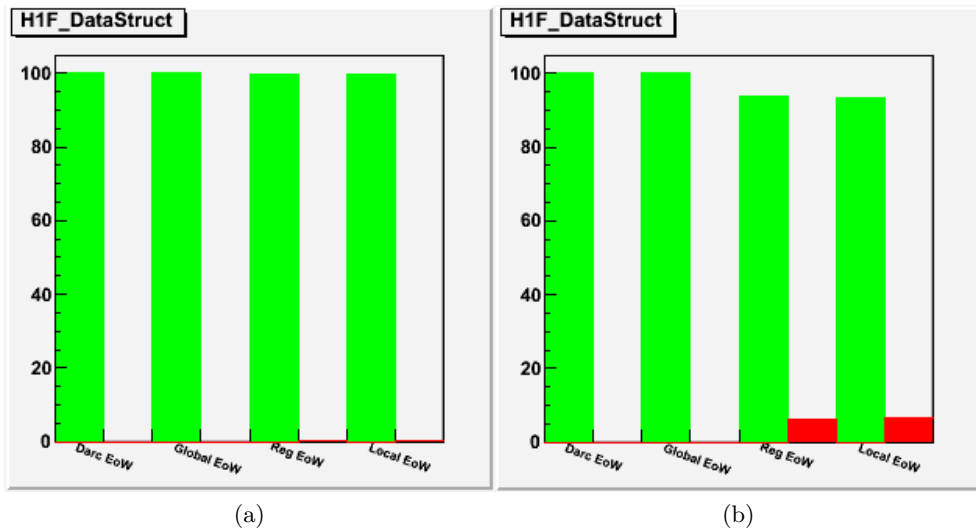 H1F_DataStruct
100
80
60
40
20
0
Darc EoW
Global EoW
Reg EoW
Local EoW
(a)
H1F_DataStruct
100
80
60
40
20
0
Darc EoW
Global EoW
Reg EoW
Local EoW
(b)